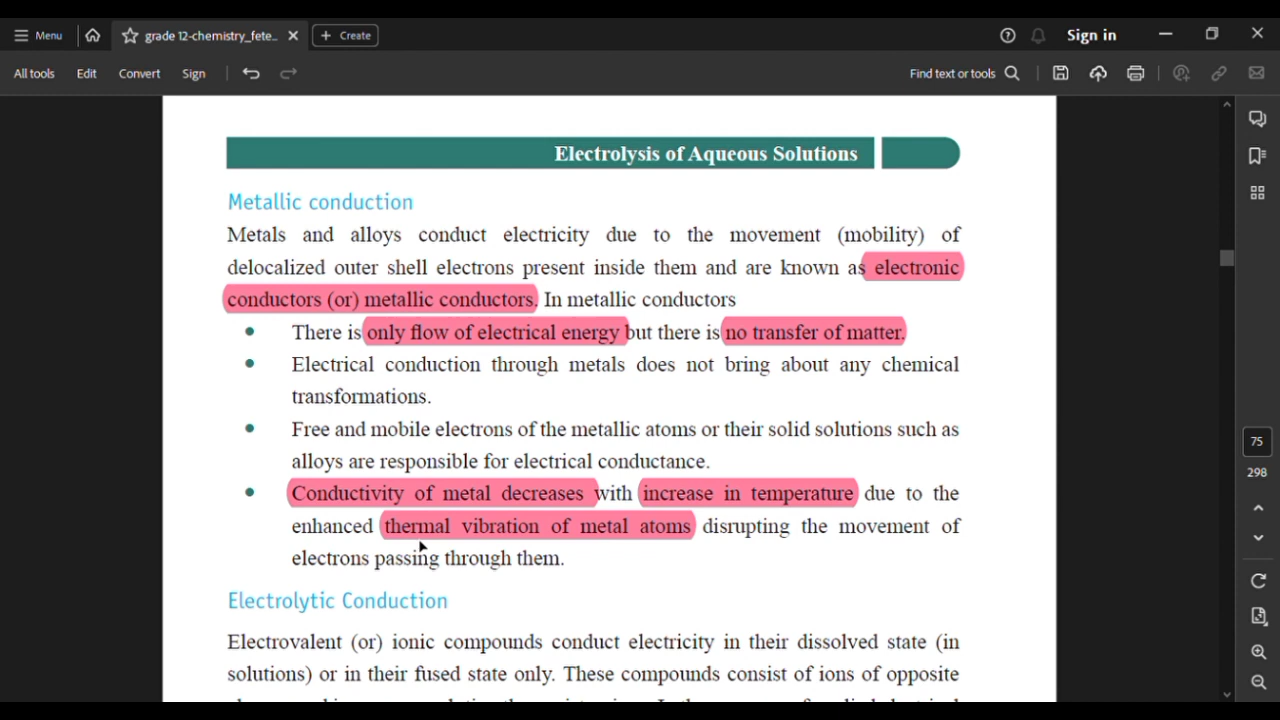 Menu
grade 12-chemistry_fete...
Create
Sign in
All tools Edit Convert Sign
Find text or tools
Electrolysis of Aqueous Solutions
Metallic conduction
Metals and alloys conduct electricity due to the movement (mobility) of
delocalized outer shell electrons present inside them and are known as electronic
conductors (or) metallic conductors. In metallic conductors
• There is only flow of electrical energy but there is no transfer of matter.
• Electrical conduction through metals does not bring about any chemical
transformations.
• Free and mobile electrons of the metallic atoms or their solid solutions such as
alloys are responsible for electrical conductance.
• Conductivity of metal decreases with increase in temperature due to the
enhanced thermal vibration of metal atoms disrupting the movement of
electrons passing through them.
Electrolytic Conduction
Electrovalent (or) ionic compounds conduct electricity in their dissolved state (in
solutions) or in their fused state only. These compounds consist of ions of opposite
75
298